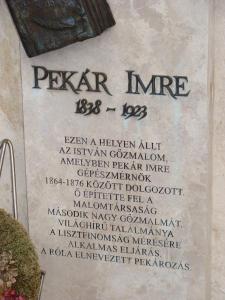 PEKÁR IMRE
1838 - 1923
EZEN A HELYEN ÁLLT
AZ ISTVÁN GŐZMALOM,
AMELYBEN PEKÁR IMRE
GÉPÉSZMÉRNÖK
1864-1876 KÖZÖTT DOLGOZOTT.
Ő ÉPÍTETTE FEL A
MALOMTÁRSASÁG
MÁSODIK NAGY GŐZMALMÁT.
VILÁGHÍRŰ TALÁLMÁNYA
A LISZTFINOMSÁG MÉRÉSÉRE
ALKALMAS ELJÁRÁS,
A RÓLA ELNEVEZETT PEKÁROZÁS